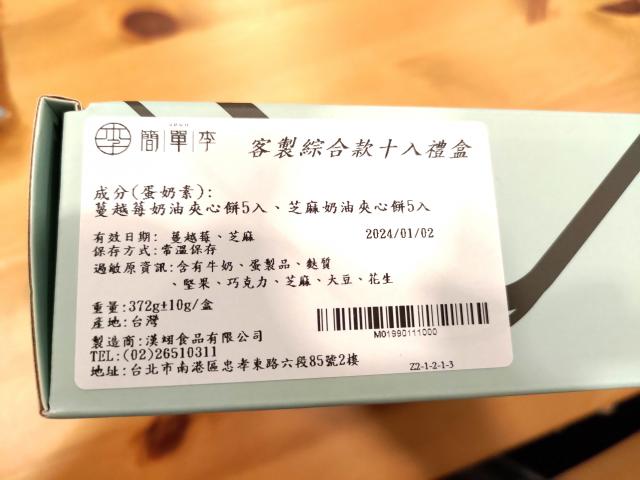 簡單李
客製綜合款十入禮盒
成分(蛋奶素):
蔓越莓奶油夾心餅5入、芝麻奶油夾心餅5入
有效日期: 蔓越莓、芝麻 2024/01/02
保存方式:常溫保存
過敏原資訊:含有牛奶、蛋製品、麩質
、堅果、巧克力、芝麻、大豆、花生
重量:372g±10g/盒
產地:台灣
製造商:漢翊食品有限公司
TEL:(02)26510311
地址:台北市南港區忠孝東路六段85號2樓
M01990111000
Z2-1-2-1-3